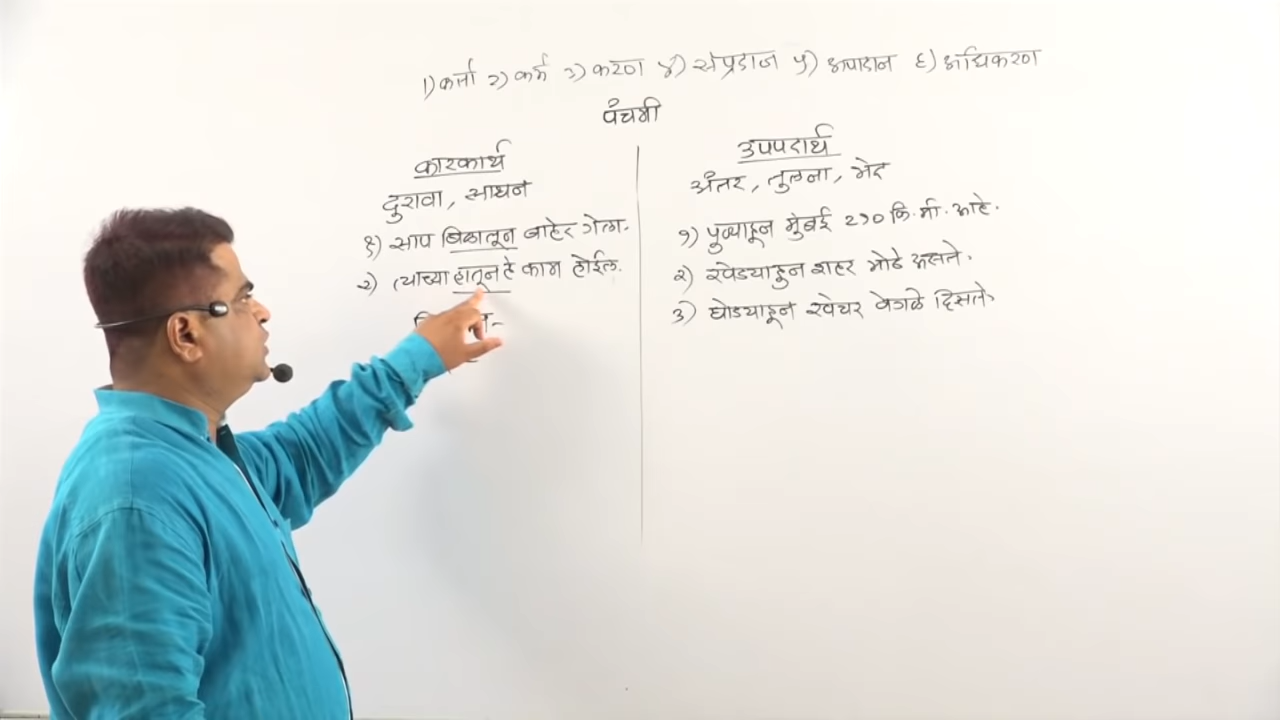 १) कर्ता २) कर्म ३) करण ४) संप्रदान ५) अपादान ६) अधिकरण
पंचमी
कारकार्थ
दुरावा, साधन
१) साप बिळातून बाहेर गेला.
२) त्याच्या हातून हे काम होईल.
उपपदार्थ
अंतर, तुलना, भेद
१) पुण्याहून मुंबई २१० कि.मी. आहे.
२) खेड्याहुन शहर मोठे असते.
३) घोड्याहून खेचर वेगळे दिसते.